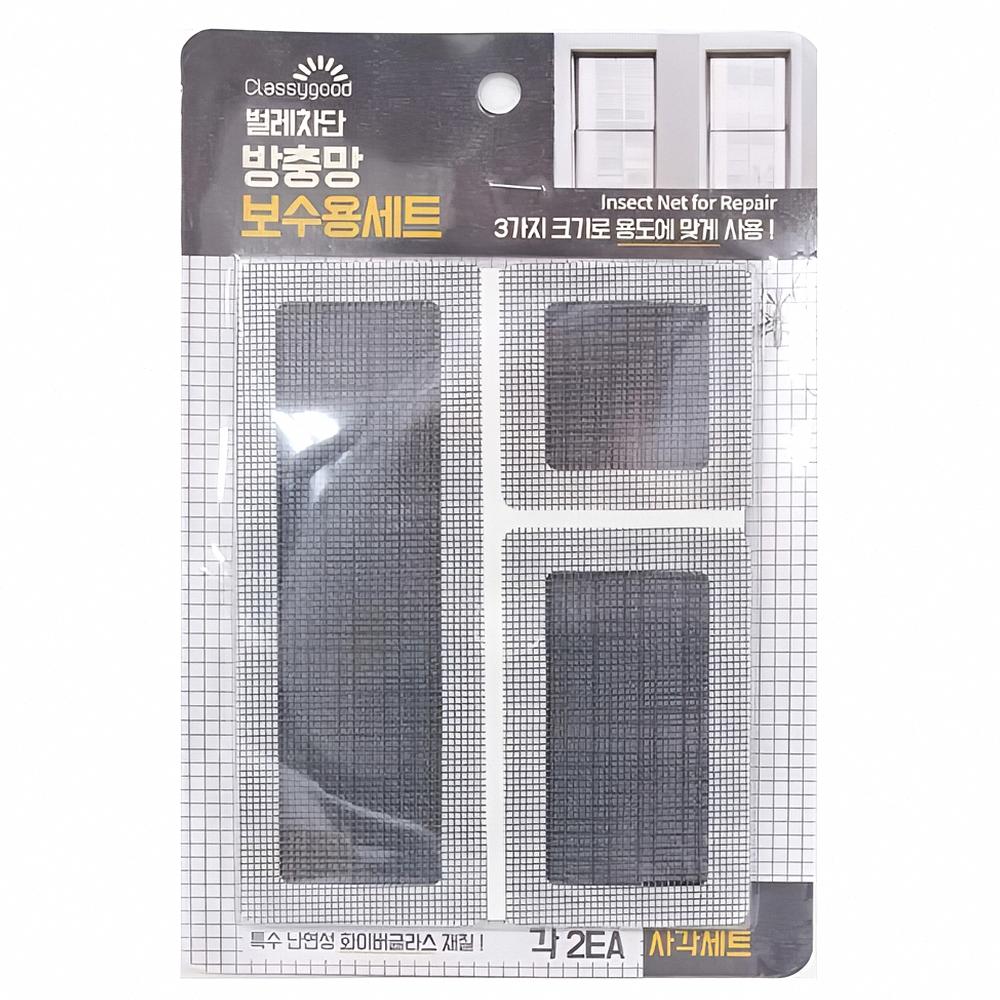 Classygood
벌레차단
방충망
보수용세트
Insect Net for Repair
3가지 크기로 용도에 맞게 사용!
특수 난연성 화이버글라스 재질!
각 2EA
사각세트